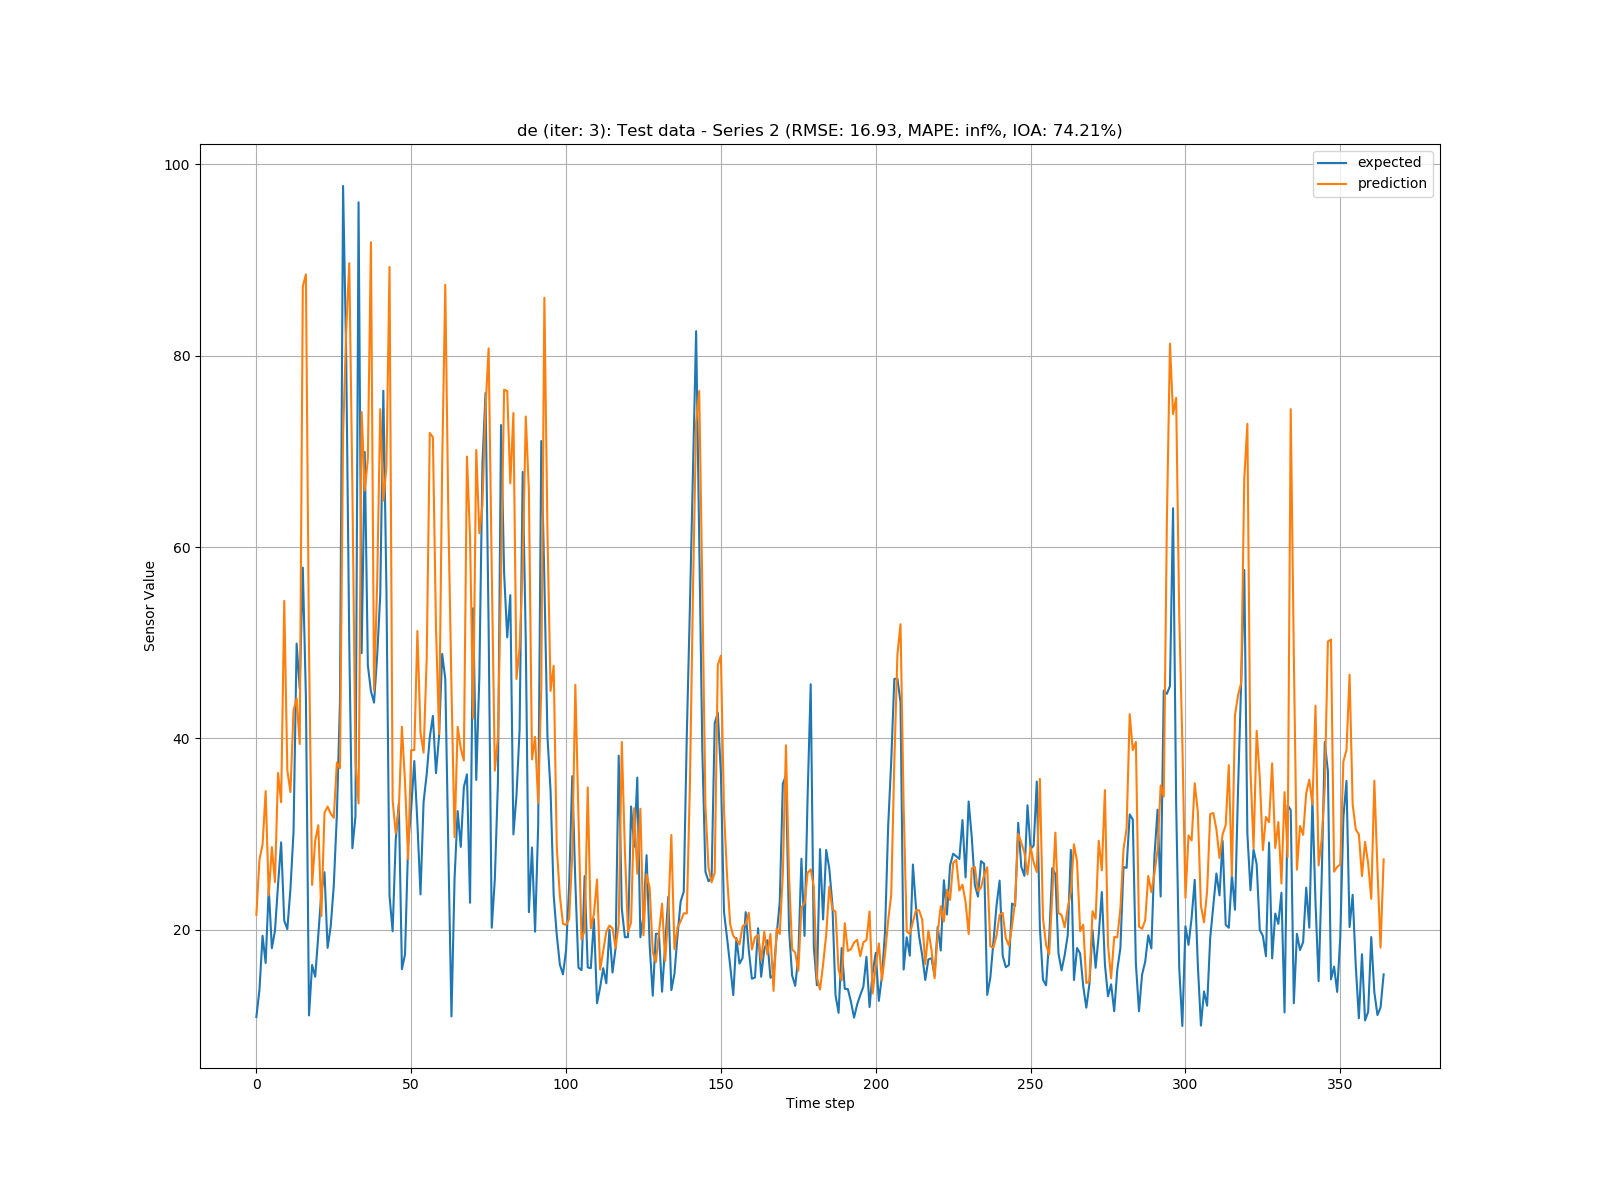 de (iter: 3): Test data - Series 2 (RMSE: 16.93, MAPE: inf%, IOA: 74.21%)
expected
prediction
100
80
60
40
20
Sensor Value
0 50 100 150 200 250 300 350
Time step